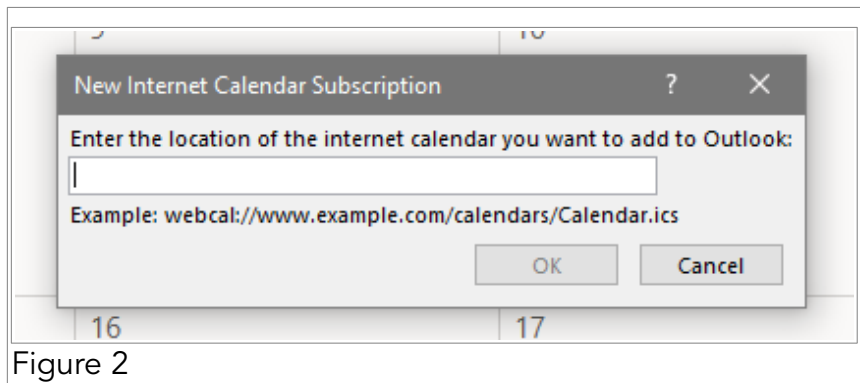 New Internet Calendar Subscription ? ×
Enter the location of the internet calendar you want to add to Outlook:
Example: webcal://www.example.com/calendars/Calendar.ics
OK Cancel
16 17
Figure 2